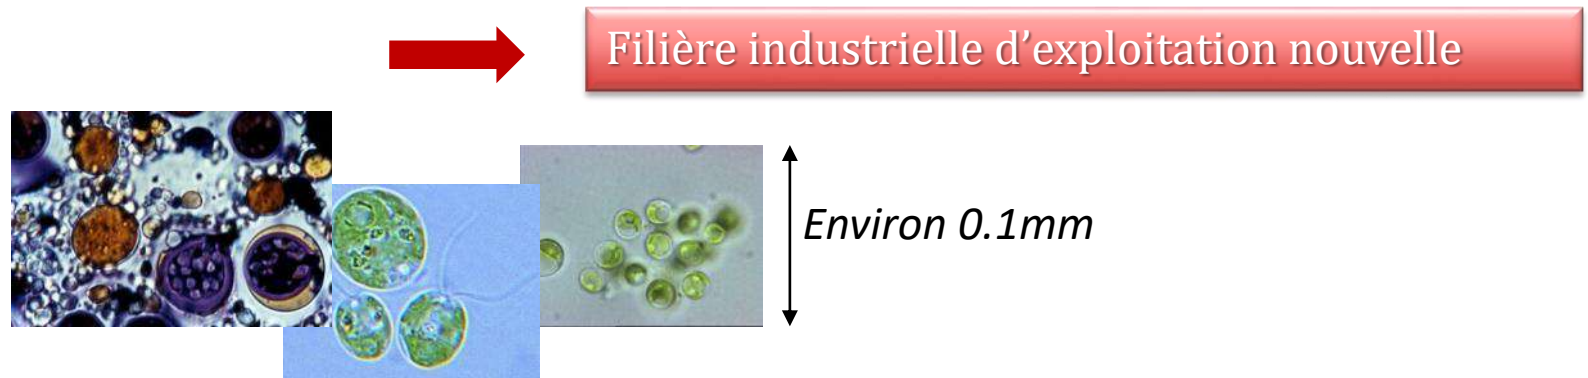 Filière industrielle d’exploitation nouvelle
Environ 0.1mm